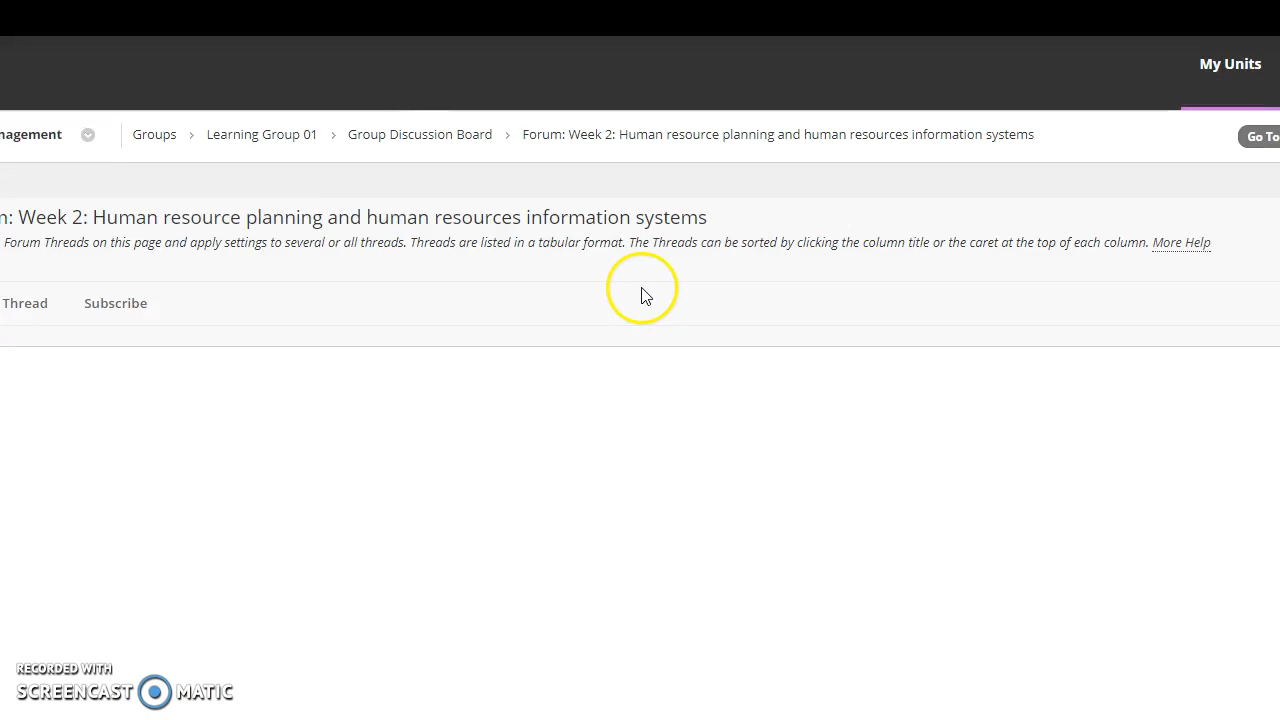 My Units
nagement Groups Learning Group 01 Group Discussion Board Forum: Week 2: Human resource planning and human resources information systems Go To
m: Week 2: Human resource planning and human resources information systems
Forum Threads on this page and apply settings to several or all threads. Threads are listed in a tabular format. The Threads can be sorted by clicking the column title or the caret at the top of each column. More Help
Thread Subscribe
RECORDED WITH
SCREENCAST MATIC